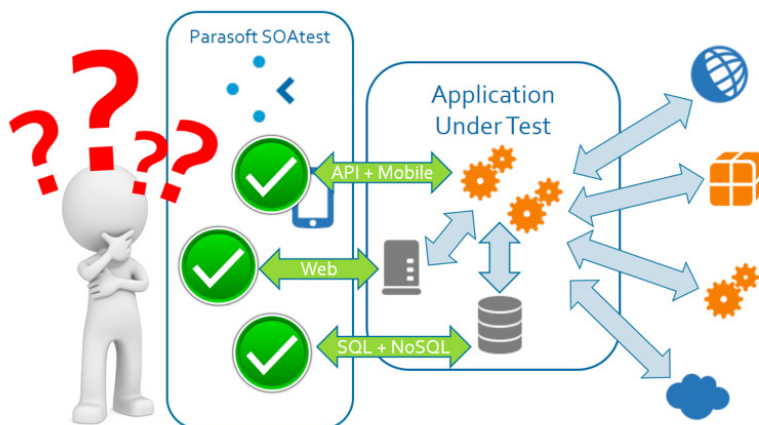 Parasoft SOAtest
Application
Under Test
API + Mobile
Web
SQL + NoSQL
? ? ? ?